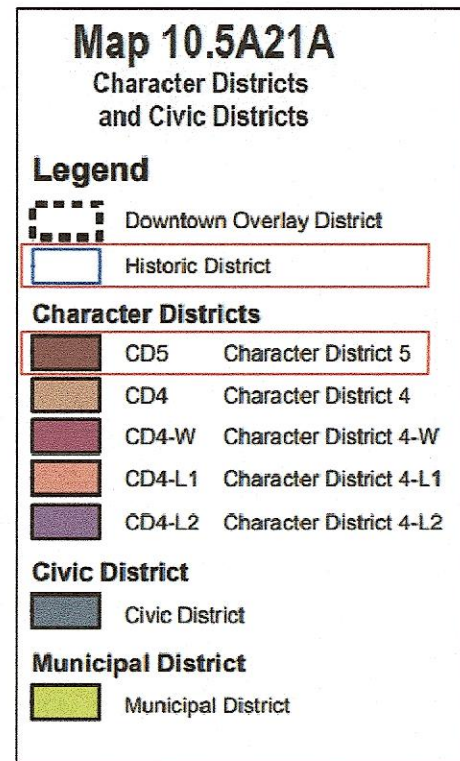 Map 10.5A21A
Character Districts
and Civic Districts
Legend
Downtown Overlay District
Historic District
Character Districts
CD5 Character District 5
CD4 Character District 4
CD4-W Character District 4-W
CD4-L1 Character District 4-L1
CD4-L2 Character District 4-L2
Civic District
Civic District
Municipal District
Municipal District